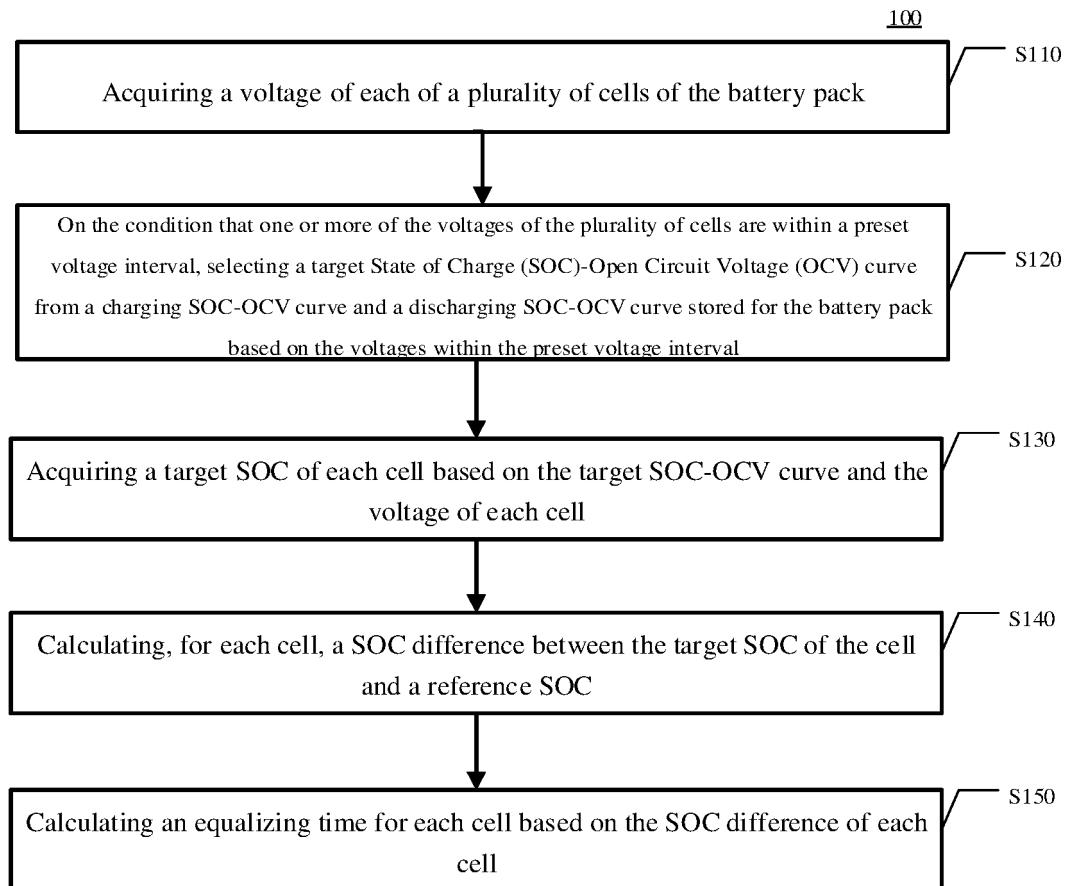 100
S110
Acquiring a voltage of each of a plurality of cells of the battery pack
On the condition that one or more of the voltages of the plurality of cells are within a preset
voltage interval, selecting a target State of Charge (SOC)-Open Circuit Voltage (OCV) curve
from a charging SOC-OCV curve and a discharging SOC-OCV curve stored for the battery pack
based on the voltages within the preset voltage interval
S120
Acquiring a target SOC of each cell based on the target SOC-OCV curve and the
voltage of each cell
S130
Calculating, for each cell, a SOC difference between the target SOC of the cell
and a reference SOC
S140
Calculating an equalizing time for each cell based on the SOC difference of each
cell
S150